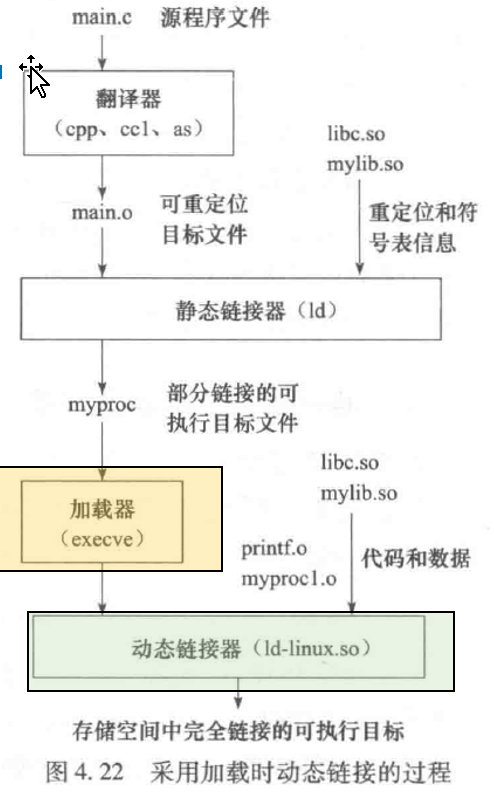 main.c 源程序文件
翻译器
（cpp、cc1、as）
libc.so
mylib.so
main.o 可重定位
目标文件
重定位和符
号表信息
静态链接器（ld）
myproc 部分链接的可
执行目标文件
libc.so
mylib.so
加载器
（execve）
printf.o
myproc1.o
代码和数据
动态链接器（ld-linux.so）
存储空间中完全链接的可执行目标
图 4.22 采用加载时动态链接的过程